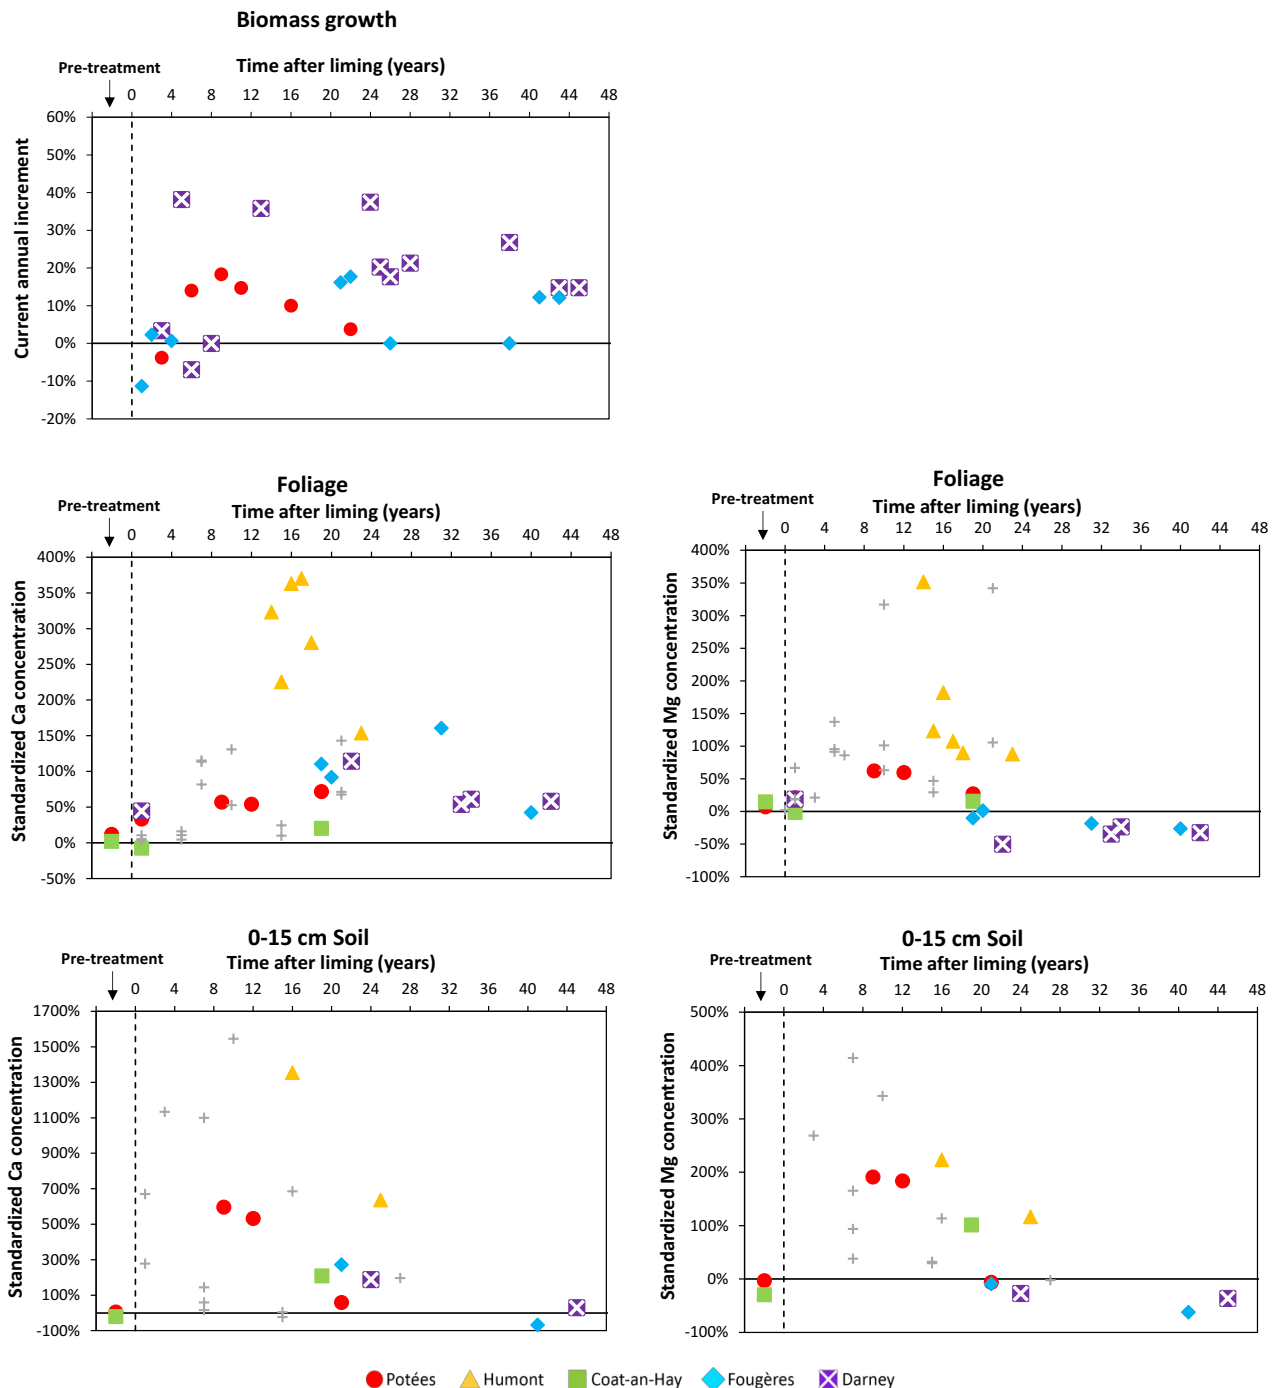 Biomass growth
Pre-treatment
Time after liming (years)
0 4 8 12 16 20 24 28 32 36 40 44 48
Current annual increment
60%
50%
40%
30%
20%
10%
0%
-10%
-20%
Foliage
Pre-treatment
Time after liming (years)
0 4 8 12 16 20 24 28 32 36 40 44 48
Standardized Ca concentration
400%
350%
300%
250%
200%
150%
100%
50%
0%
-50%
Foliage
Pre-treatment
Time after liming (years)
0 4 8 12 16 20 24 28 32 36 40 44 48
Standardized Mg concentration
400%
350%
300%
250%
200%
150%
100%
50%
0%
-50%
-100%
0-15 cm Soil
Pre-treatment
Time after liming (years)
0 4 8 12 16 20 24 28 32 36 40 44 48
Standardized Ca concentration
1700%
1500%
1300%
1100%
900%
700%
500%
300%
100%
-100%
0-15 cm Soil
Pre-treatment
Time after liming (years)
0 4 8 12 16 20 24 28 32 36 40 44 48
Standardized Mg concentration
500%
400%
300%
200%
100%
0%
-100%
Potées Humont Coat-an-Hay Fougères Darney